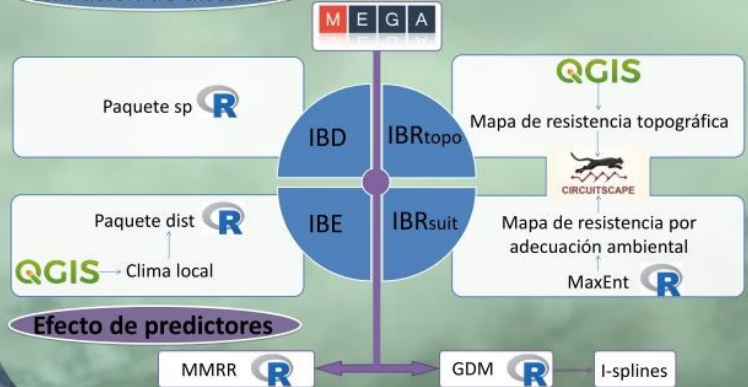 MEGA
Paquete sp R
QGIS
Mapa de resistencia topográfica
IBD
IBRtopo
CIRCUITSCAPE
IBE
IBRsuit
Paquete dist R
QGIS
Clima local
Mapa de resistencia por
adecuación ambiental
MaxEnt R
Efecto de predictores
MMRR R
GDM R
I-splines